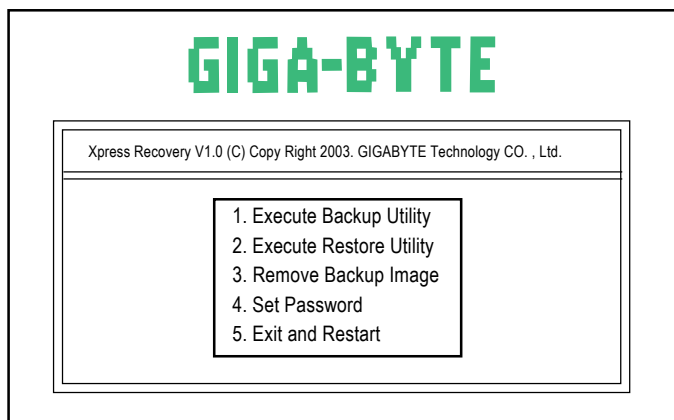 GIGA-BYTE
Xpress Recovery V1.0 (C) Copy Right 2003. GIGABYTE Technology CO. , Ltd.
1. Execute Backup Utility
2. Execute Restore Utility
3. Remove Backup Image
4. Set Password
5. Exit and Restart